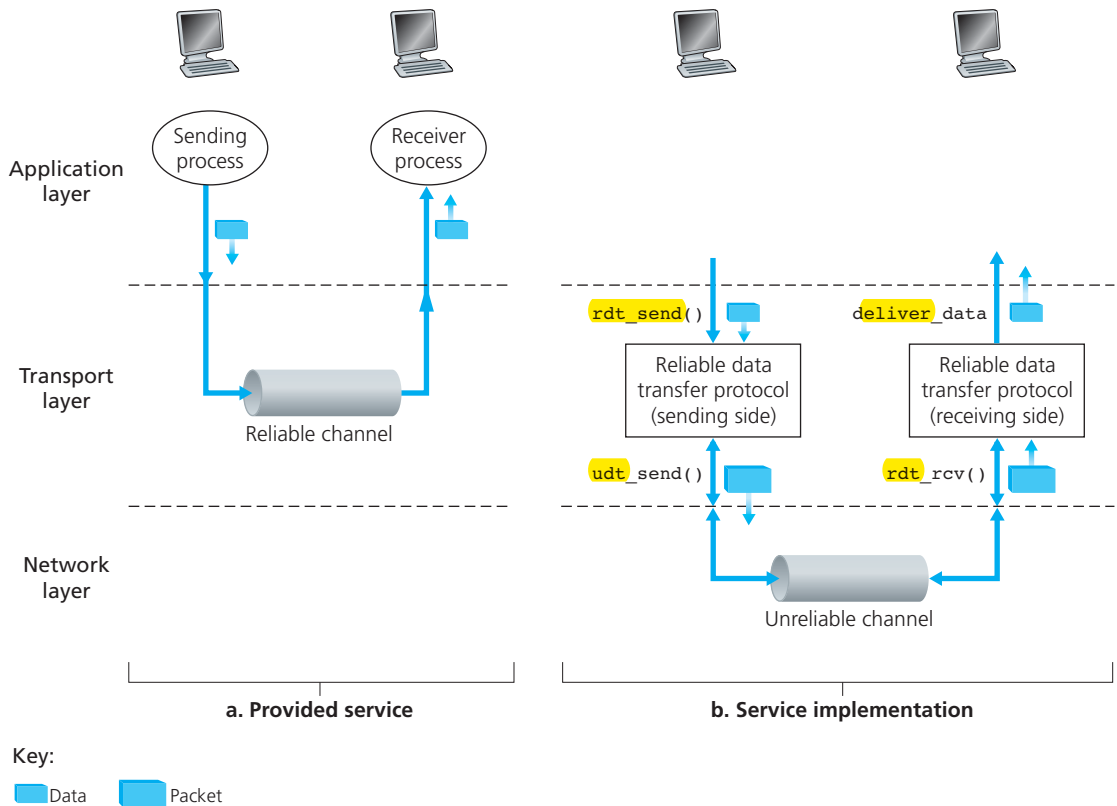 Sending
process
Receiver
process
Application
layer
rdt_send()
deliver_data
Transport
layer
Reliable channel
Reliable data
transfer protocol
(sending side)
Reliable data
transfer protocol
(receiving side)
udt_send()
rdt_rcv()
Network
layer
Unreliable channel
a. Provided service
b. Service implementation
Key:
Data
Packet